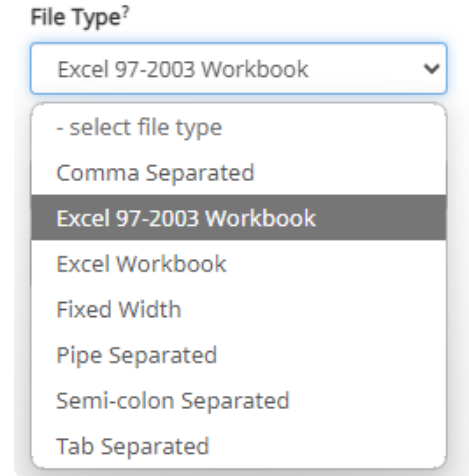 File Type?
Excel 97-2003 Workbook
- select file type
Comma Separated
Excel 97-2003 Workbook
Excel Workbook
Fixed Width
Pipe Separated
Semi-colon Separated
Tab Separated